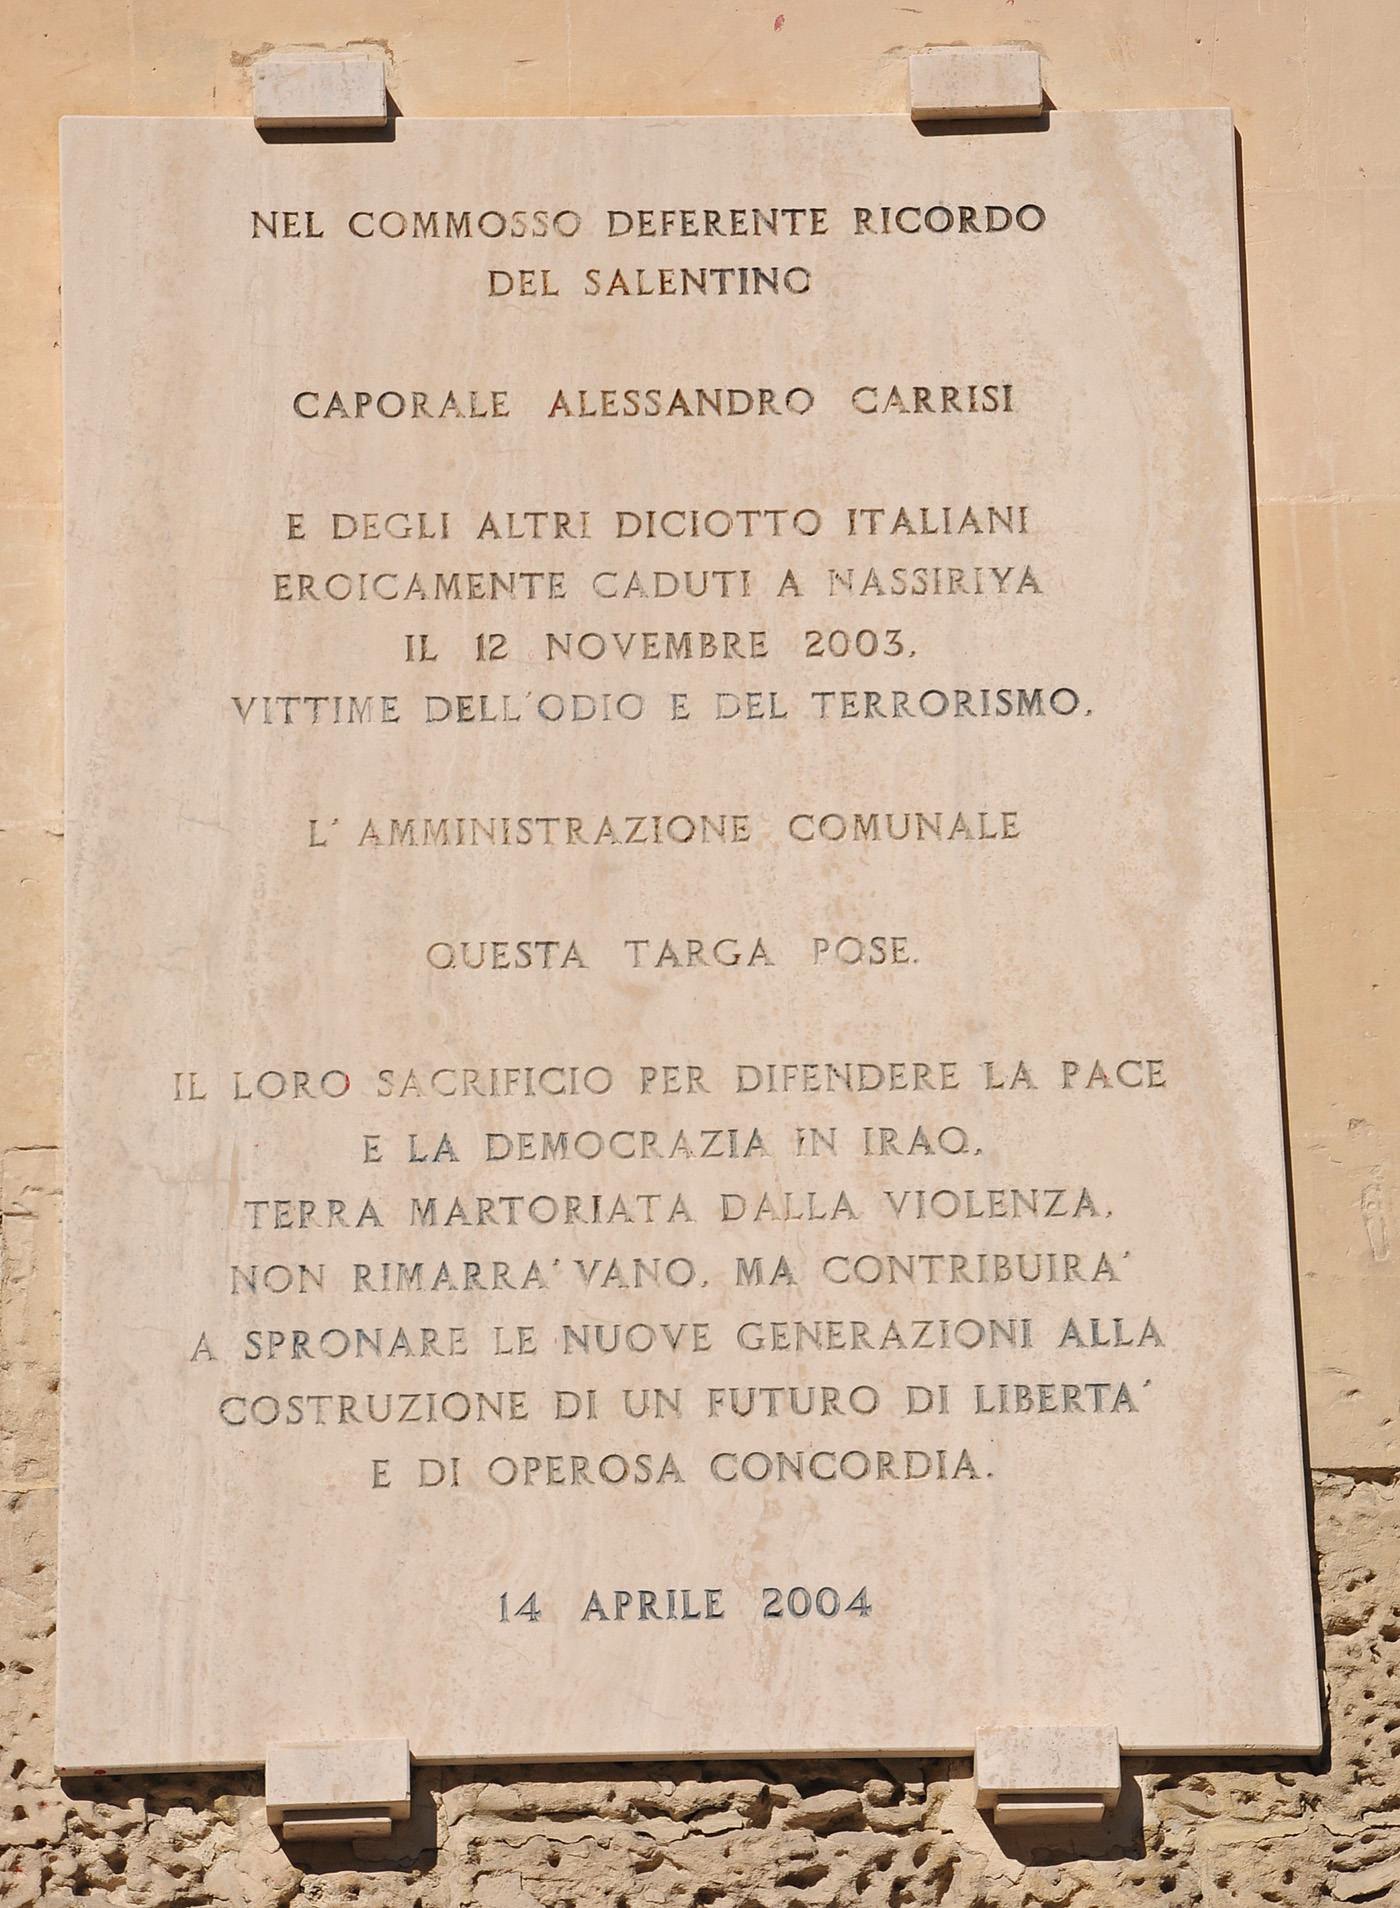 NEL COMMOSSO DEFERENTE RICORDO
DEL SALENTINO
CAPORALE ALESSANDRO CARRISI
E DEGLI ALTRI DICIOTTO ITALIANI
EROICAMENTE CADUTI A NASSIRIYA
IL 12 NOVEMBRE 2003,
VITTIME DELL'ODIO E DEL TERRORISMO,
L' AMMINISTRAZIONE COMUNALE
QUESTA TARGA POSE.
IL LORO SACRIFICIO PER DIFENDERE LA PACE
E LA DEMOCRAZIA IN IRAQ,
TERRA MARTORIATA DALLA VIOLENZA,
NON RIMARRA' VANO, MA CONTRIBUIRA'
A SPRONARE LE NUOVE GENERAZIONI ALLA
COSTRUZIONE DI UN FUTURO DI LIBERTA'
E DI OPEROSA CONCORDIA.
14 APRILE 2004